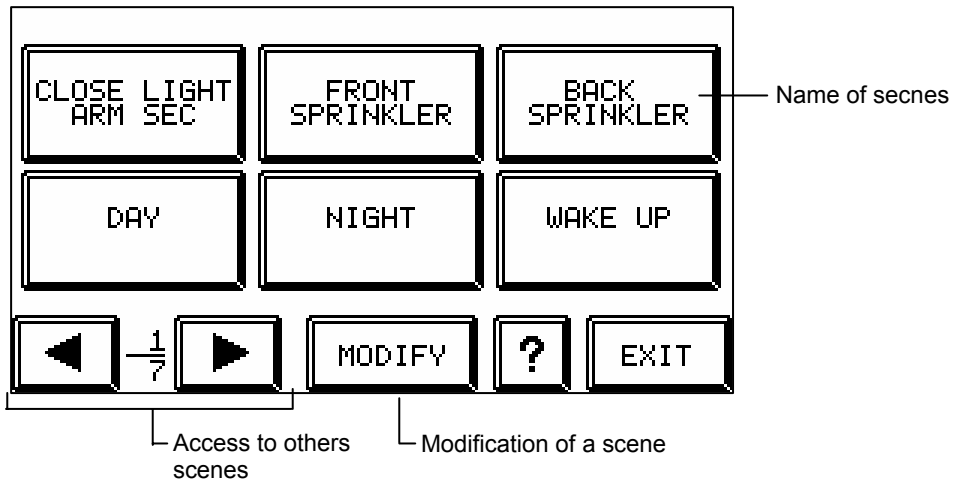 CLOSE LIGHT
ARM SEC
FRONT
SPRINKLER
BACK
SPRINKLER
Name of secnes
DAY
NIGHT
WAKE UP
1
7
MODIFY
?
EXIT
Access to others
scenes
Modification of a scene